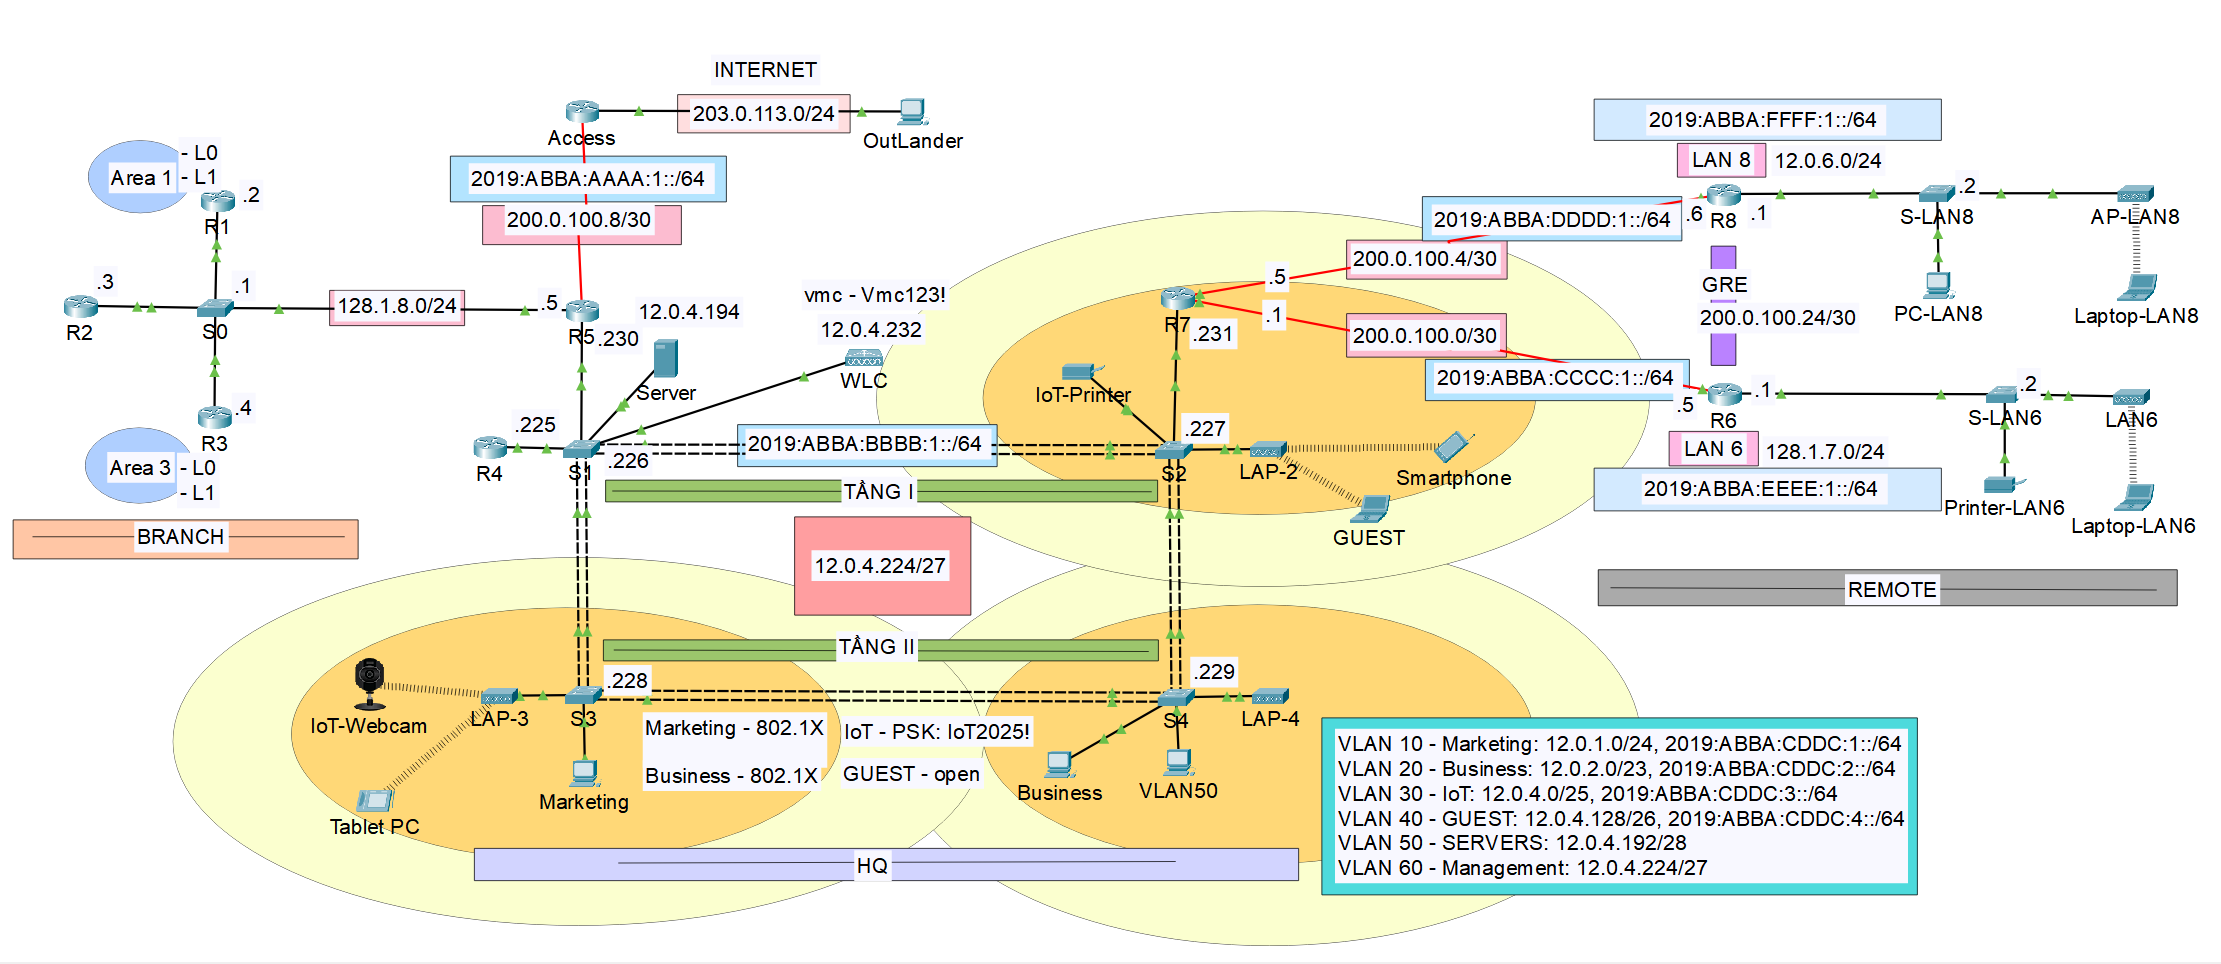 INTERNET
203.0.113.0/24
Access
OutLander
2019:ABBA:AAAA:1::/64
200.0.100.8/30
- L0
Area 1 - L1
.2
R1
.3
R2
.1
S0
128.1.8.0/24
.5
R5
.230
12.0.4.194
Server
vmc - Vmc123!
12.0.4.232
WLC
.4
R3
Area 3 - L0
- L1
BRANCH
.225
R4
S1
.226
2019:ABBA:BBBB:1::/64
TẦNG I
12.0.4.224/27
R7
.231
.5
.1
IoT-Printer
.227
S2
LAP-2
Smartphone
GUEST
200.0.100.4/30
2019:ABBA:DDDD:1::/64
200.0.100.0/30
2019:ABBA:CCCC:1::/64
2019:ABBA:FFFF:1::/64
LAN 8
12.0.6.0/24
.6
R8
.1
.2
S-LAN8
AP-LAN8
PC-LAN8
Laptop-LAN8
GRE
200.0.100.24/30
.5
R6
.1
.2
S-LAN6
LAN6
LAN 6
128.1.7.0/24
2019:ABBA:EEEE:1::/64
Printer-LAN6
Laptop-LAN6
REMOTE
TẦNG II
IoT-Webcam
LAP-3
.228
S3
Tablet PC
Marketing
Marketing - 802.1X
Business - 802.1X
IoT - PSK: IoT2025!
GUEST - open
.229
S4
LAP-4
Business
VLAN50
HQ
VLAN 10 - Marketing: 12.0.1.0/24, 2019:ABBA:CDDC:1::/64
VLAN 20 - Business: 12.0.2.0/23, 2019:ABBA:CDDC:2::/64
VLAN 30 - IoT: 12.0.4.0/25, 2019:ABBA:CDDC:3::/64
VLAN 40 - GUEST: 12.0.4.128/26, 2019:ABBA:CDDC:4::/64
VLAN 50 - SERVERS: 12.0.4.192/28
VLAN 60 - Management: 12.0.4.224/27